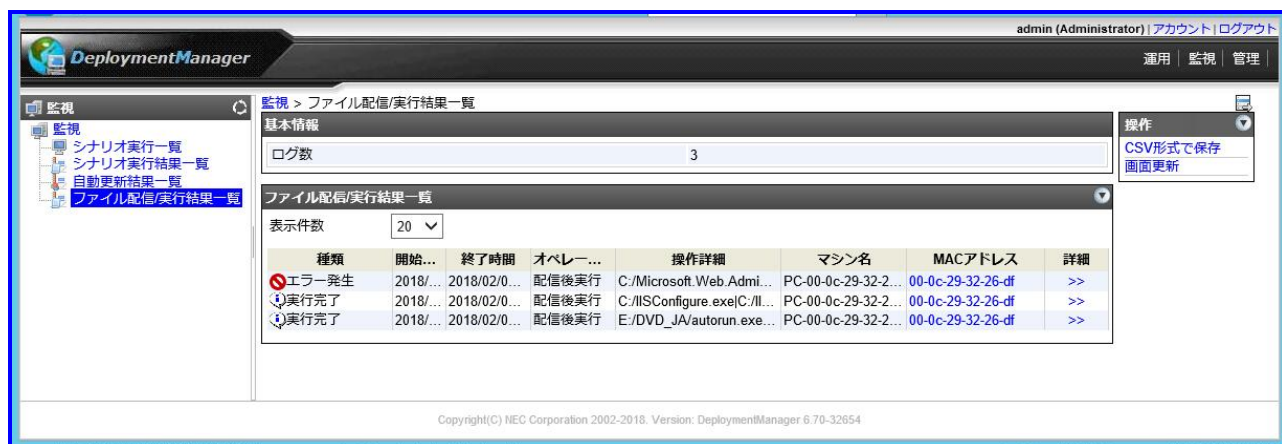 admin (Administrator) | アカウント | ログアウト
DeploymentManager
運用 | 監視 | 管理
監視
監視
シナリオ実行一覧
シナリオ実行結果一覧
自動更新結果一覧
ファイル配信/実行結果一覧
監視 > ファイル配信/実行結果一覧
基本情報
ログ数 3
ファイル配信/実行結果一覧
表示件数 20
種類 開始... 終了時間 オペレー... 操作詳細 マシン名 MACアドレス 詳細
エラー発生 2018/... 2018/02/0... 配信後実行 C:/Microsoft.Web.Admi... PC-00-0c-29-32-2... 00-0c-29-32-26-df >>
実行完了 2018/... 2018/02/0... 配信後実行 C:/IISConfigure.exe|C:/II... PC-00-0c-29-32-2... 00-0c-29-32-26-df >>
実行完了 2018/... 2018/02/0... 配信後実行 E:/DVD_JA/autorun.exe... PC-00-0c-29-32-2... 00-0c-29-32-26-df >>
操作
CSV形式で保存
画面更新
Copyright(C) NEC Corporation 2002-2018. Version: DeploymentManager 6.70-32654